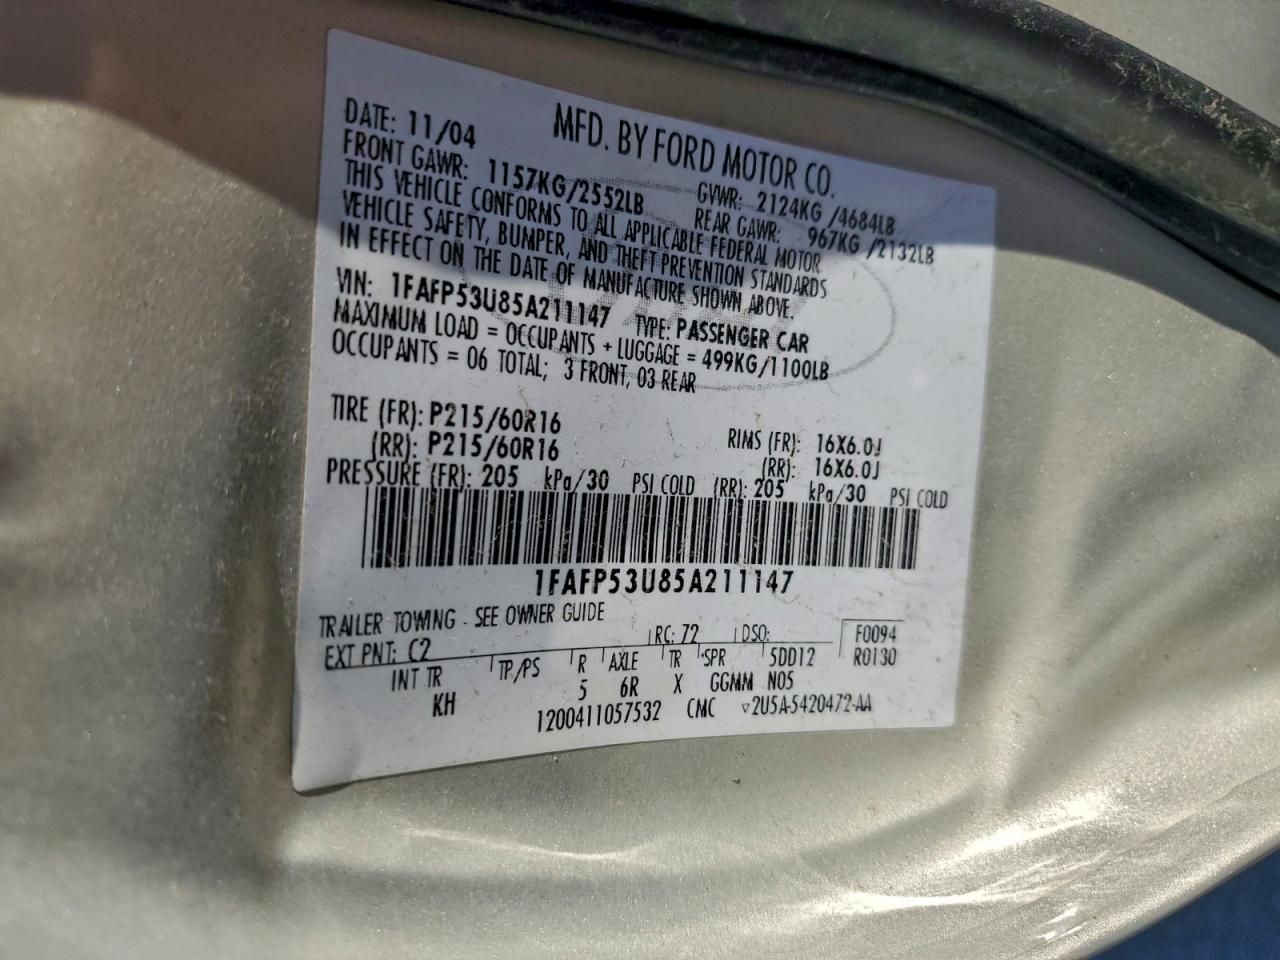 MFD. BY FORD MOTOR CO.
DATE: 11/04 GVWR: 2124KG /4684LB
FRONT GAWR: 1157KG/2552LB REAR GAWR: 967KG /2132LB
THIS VEHICLE CONFORMS TO ALL APPLICABLE FEDERAL MOTOR
VEHICLE SAFETY, BUMPER, AND THEFT PREVENTION STANDARDS
IN EFFECT ON THE DATE OF MANUFACTURE SHOWN ABOVE.
VIN: 1FAFP53U85A211147 TYPE: PASSENGER CAR
MAXIMUM LOAD = OCCUPANTS + LUGGAGE = 499KG/1100LB
OCCUPANTS = 06 TOTAL; 3 FRONT, 03 REAR
TIRE (FR): P215/60R16 RIMS (FR): 16X6.0J
(RR): P215/60R16 (RR): 16X6.0J
PRESSURE (FR): 205 kPa/30 PSI COLD (RR): 205 kPa/30 PSI COLD
1FAFP53U85A211147
TRAILER TOWING - SEE OWNER GUIDE
EXT PNT: C2 RC: 72 DSO: F0094
INT TR TP/PS R AXLE TR SPR 5DD12 R0130
KH 5 6R X GGMM N05
1200411057532 CMC ▽2U5A-5420472-AA